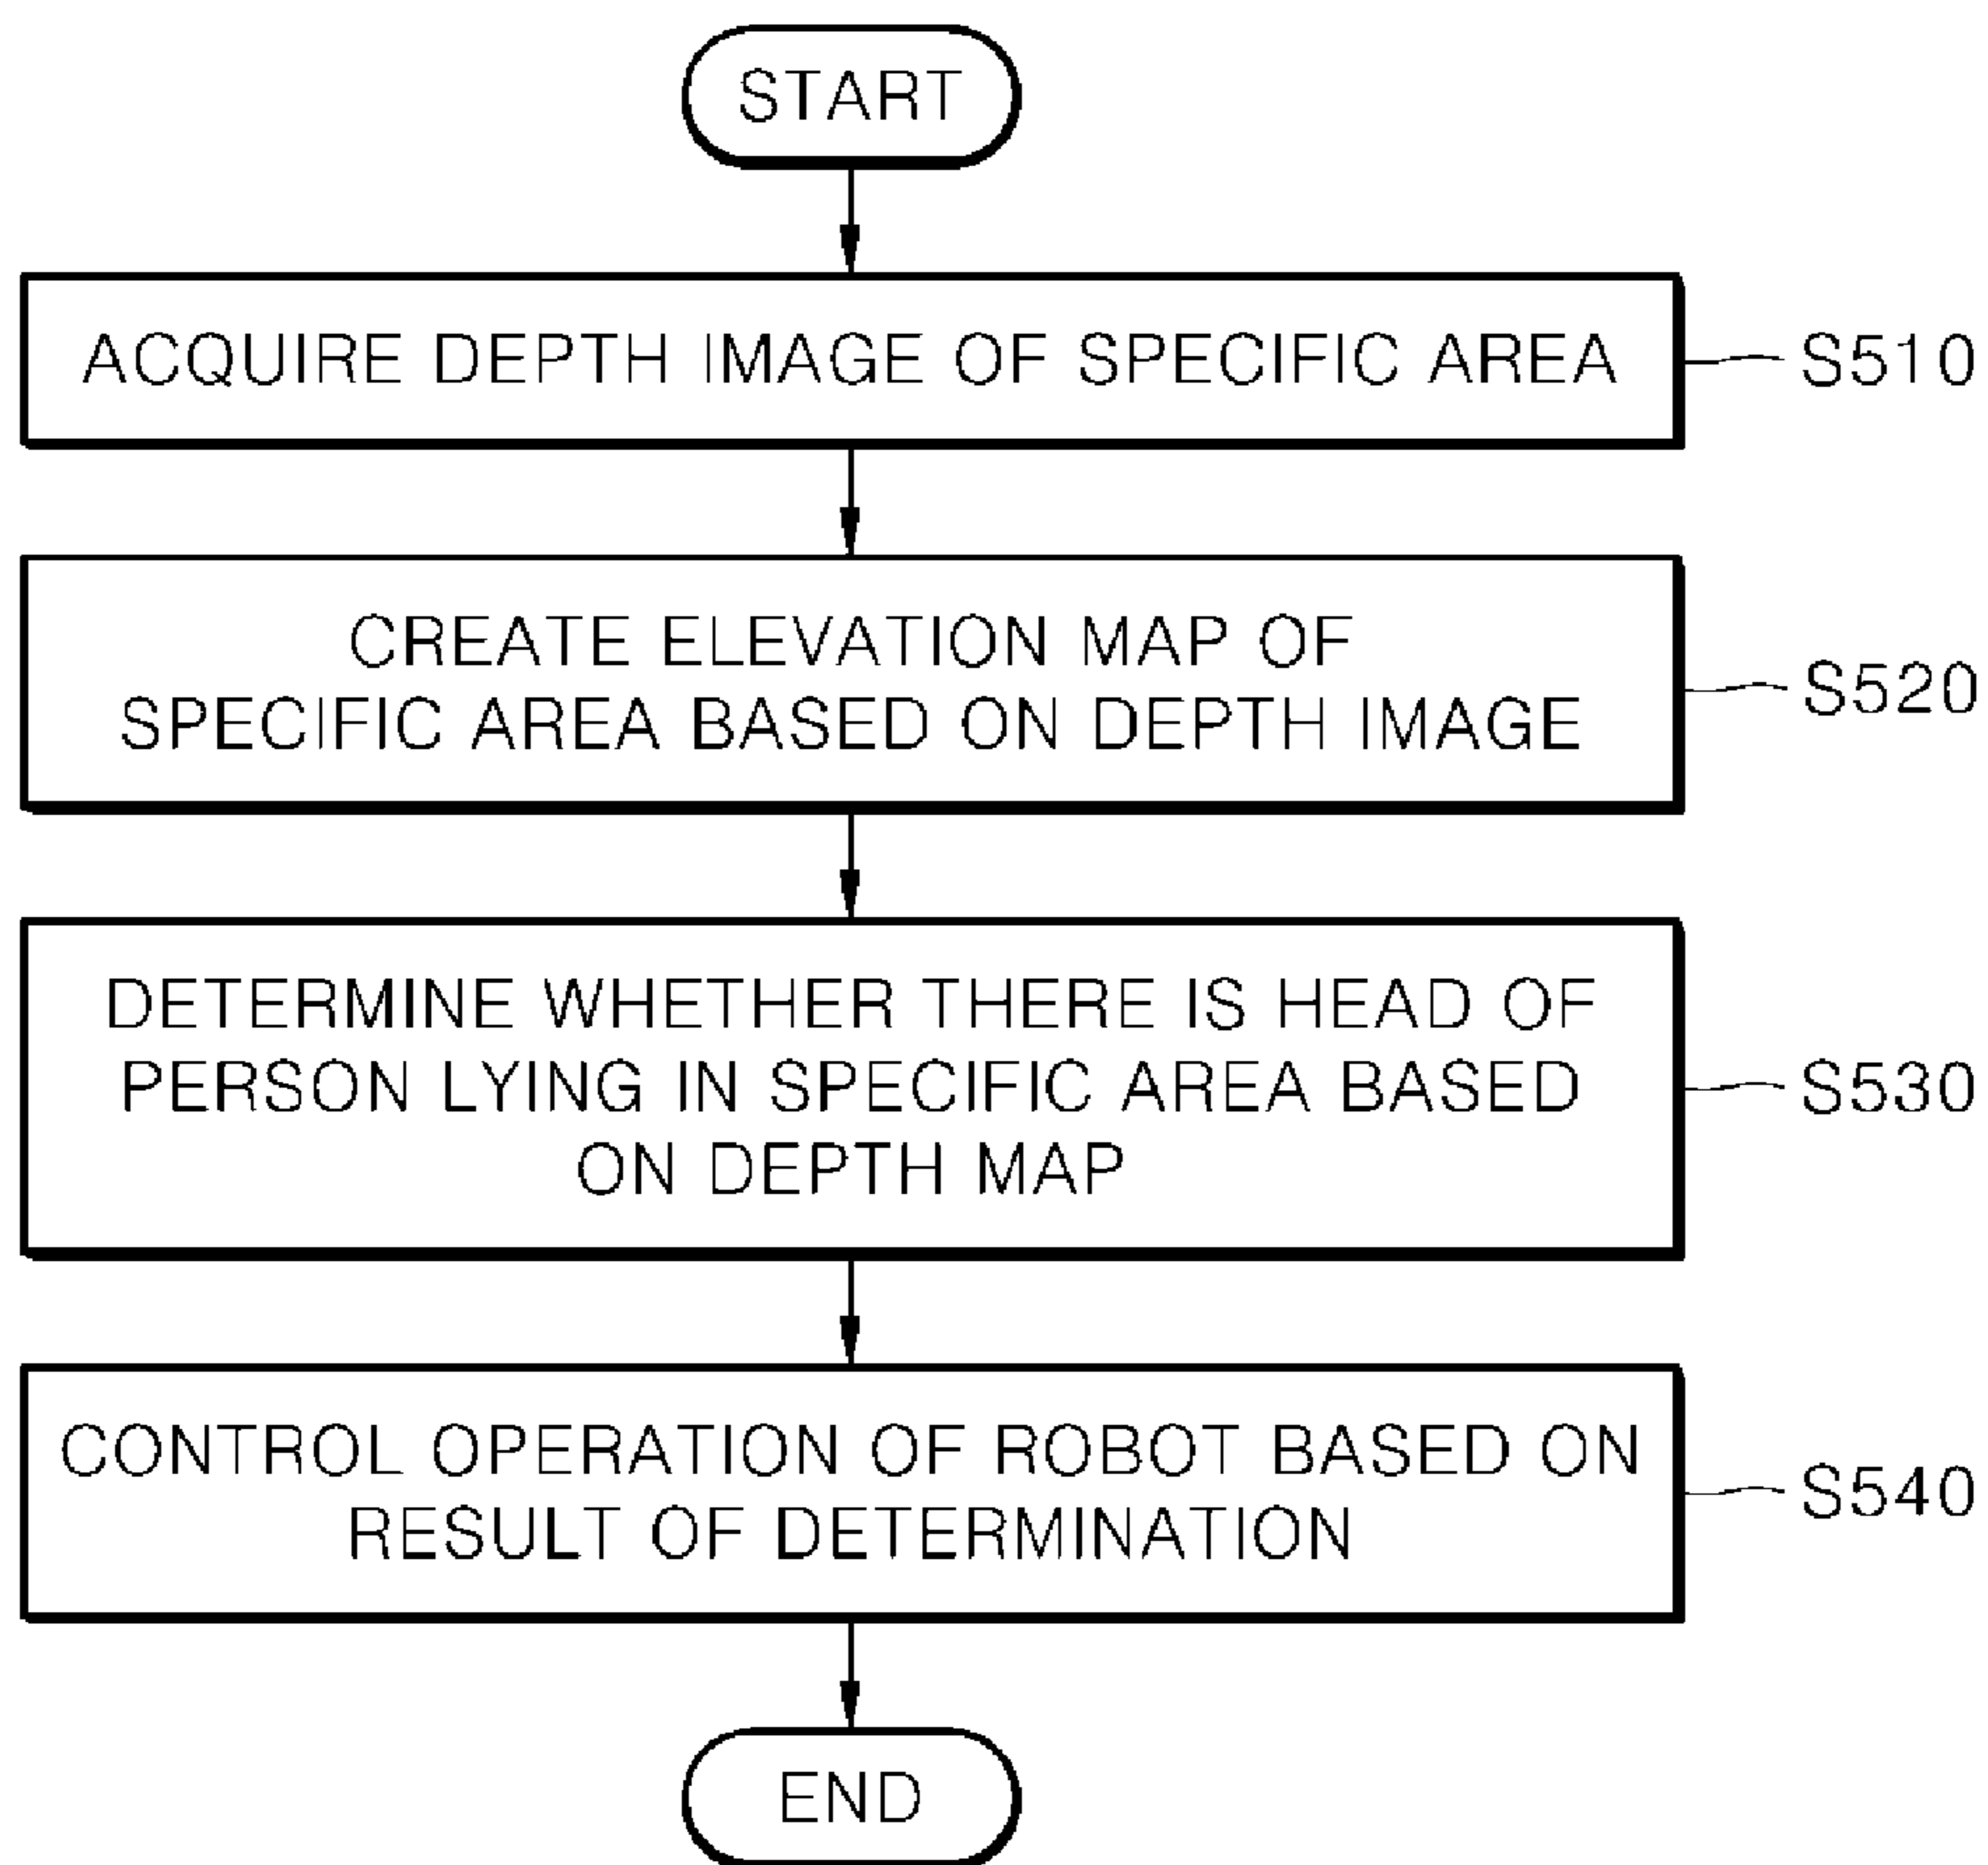 START
ACQUIRE DEPTH IMAGE OF SPECIFIC AREA
S510
CREATE ELEVATION MAP OF
SPECIFIC AREA BASED ON DEPTH IMAGE
S520
DETERMINE WHETHER THERE IS HEAD OF
PERSON LYING IN SPECIFIC AREA BASED
ON DEPTH MAP
S530
CONTROL OPERATION OF ROBOT BASED ON
RESULT OF DETERMINATION
S540
END